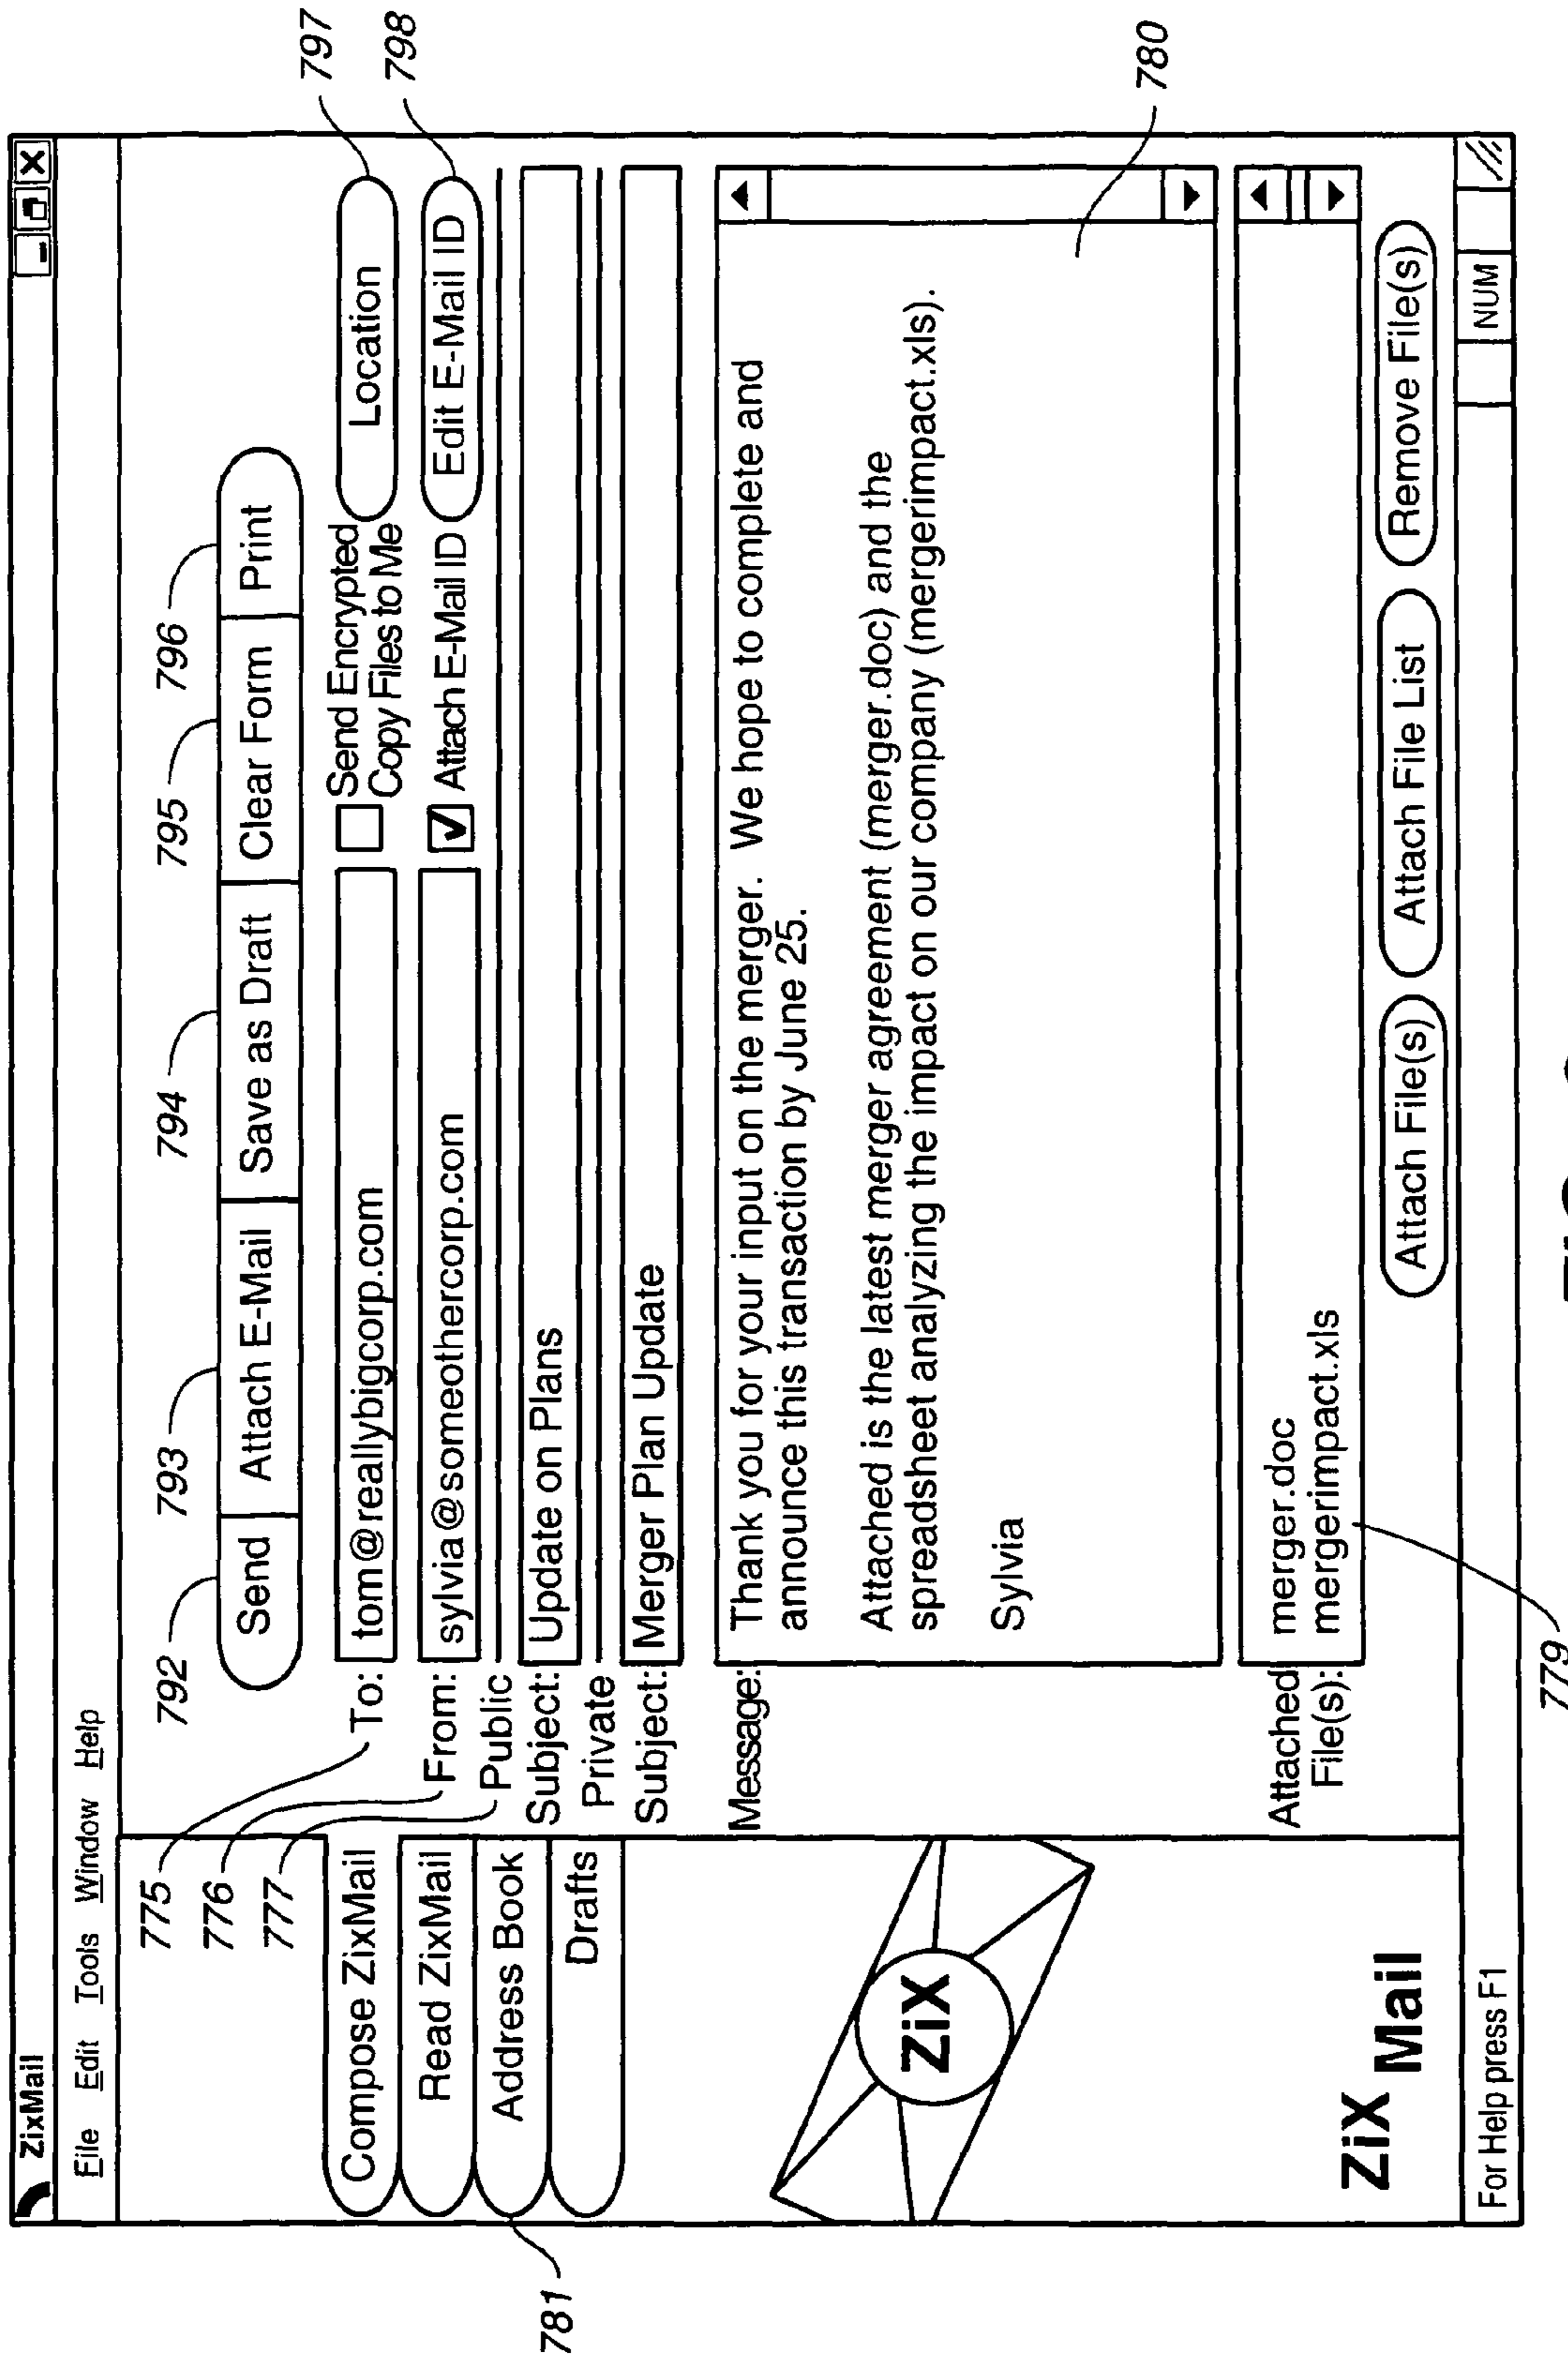 ZixMail
File Edit Tools Window Help
792 793 794 795 796
Send Attach E-Mail Save as Draft Clear Form Print
775
776
777
797
798
To: tom@reallybigcorp.com Send Encrypted
Copy Files to Me Location
From: sylvia@someothercorp.com Attach E-Mail ID Edit E-Mail ID
Public
Subject: Update on Plans
Private
Subject: Merger Plan Update
Compose ZixMail
Read ZixMail
Address Book
Drafts
781
Message: Thank you for your input on the merger. We hope to complete and
announce this transaction by June 25.
Attached is the latest merger agreement (merger.doc) and the
spreadsheet analyzing the impact on our company (mergerimpact.xls).
Sylvia
780
ZiX
Attached
File(s):
merger.doc
mergerimpact.xls
779
Attach File(s) Attach File List Remove File(s)
ZiX
Mail
For Help press F1 NUM